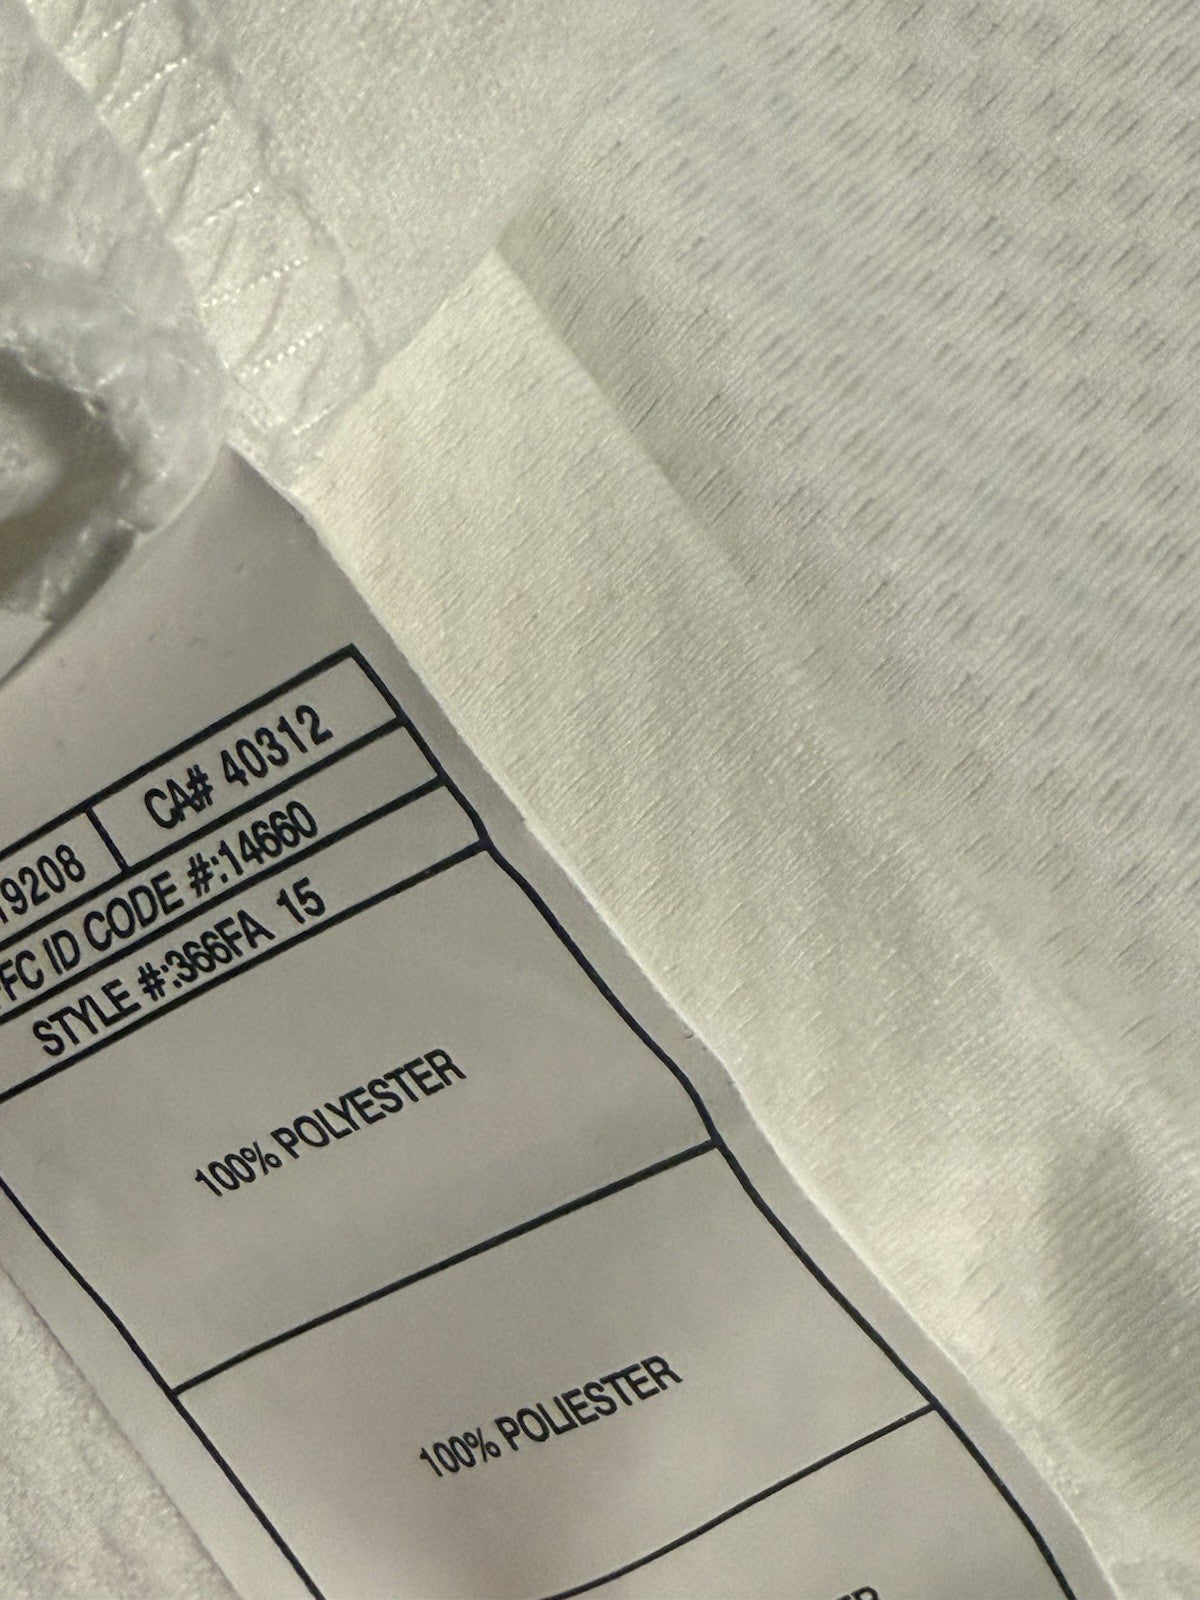 19208 CA# 40312
FC ID CODE #:14660
STYLE #:366FA 15
100% POLYESTER
100% POLIESTER